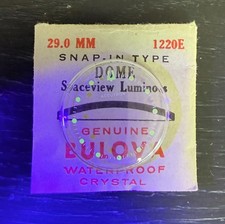 29.0 MM 1220E
SNAP-IN TYPE
DOME
Spaceview Luminous
GENUINE
BULOVA
WATERPROOF
CRYSTAL